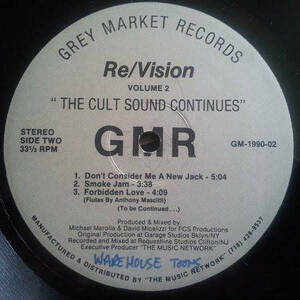 GREY MARKET RECORDS
Re/Vision
VOLUME 2
"THE CULT SOUND CONTINUES"
STEREO
SIDE TWO
33⅓ RPM
GMR
GM-1990-02
1. Don't Consider Me A New Jack - 5:04
2. Smoke Jam - 3:38
3. Forbidden Love - 4:09
(Flutes By Anthony Mascitti)
(To be Continued . . .)
Produced & Mixed by
Michael Marolla & David Micalizzi for FCS Productions
Original Production at Garage Studios Bklyn/NY
Recorded and Mixed at Requestline Studios Clifton/NJ
Executive Producer "THE MUSIC NETWORK"
WAREHOUSE TOONS
MANUFACTURED & DISTRIBUTED BY "THE MUSIC NETWORK" (718) 426-9537